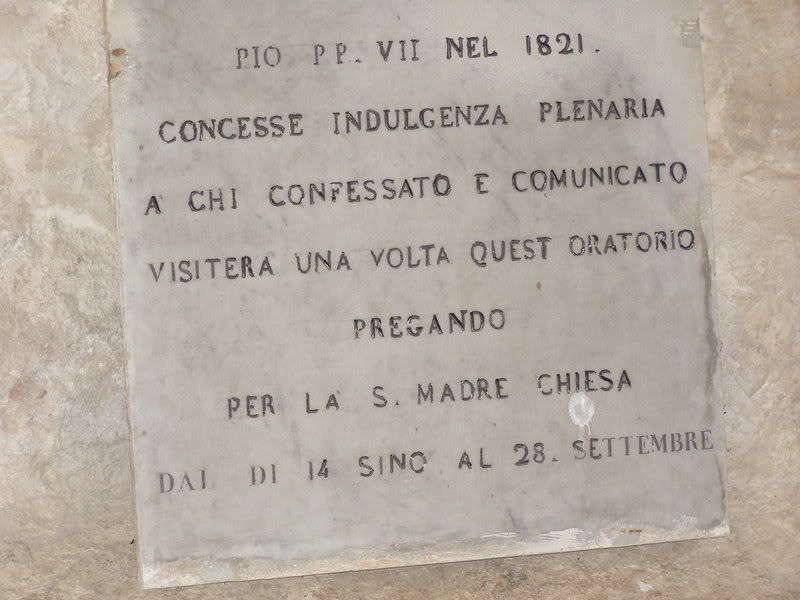 PIO PP. VII NEL 1821.
CONCESSE INDULGENZA PLENARIA
A CHI CONFESSATO E COMUNICATO
VISITERA UNA VOLTA QUEST ORATORIO
PREGANDO
PER LA S. MADRE CHIESA
DAL DI 14 SINO AL 28. SETTEMBRE